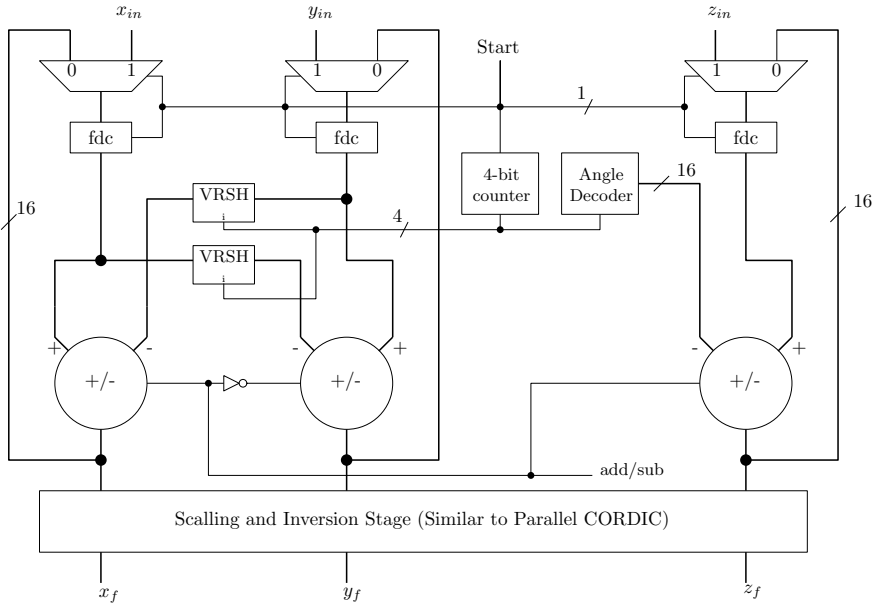 x_in
y_in
z_in
Start
0 1
1 0
1 0
1
fdc
fdc
fdc
4-bit
counter
Angle
Decoder
16
16
16
VRSH
i
4
VRSH
i
+ -
- +
- +
+/-
+/-
+/-
add/sub
Scalling and Inversion Stage (Similar to Parallel CORDIC)
x_f
y_f
z_f